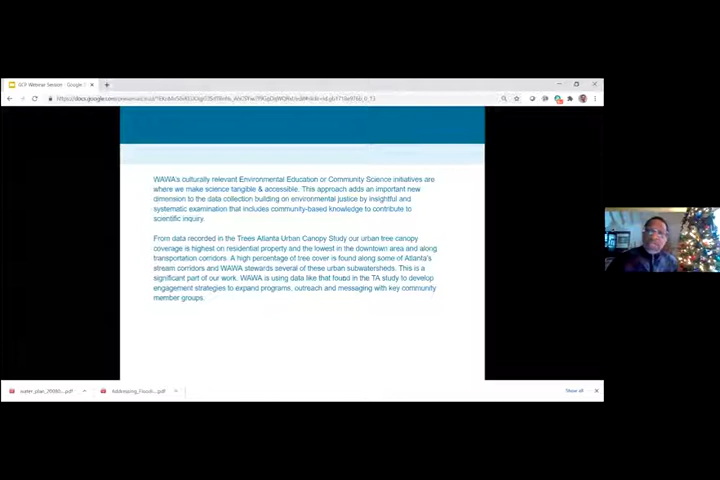 GCP Webinar Session - Google S
WAWA's culturally relevant Environmental Education or Community Science initiatives are
where we make science tangible & accessible. This approach adds an important new
dimension to the data collection building on environmental justice by insightful and
systematic examination that includes community-based knowledge to contribute to
scientific inquiry.
From data recorded in the Trees Atlanta Urban Canopy Study our urban tree canopy
coverage is highest on residential property and the lowest in the downtown area and along
transportation corridors. A high percentage of tree cover is found along some of Atlanta's
stream corridors and WAWA stewards several of these urban subwatersheds. This is a
significant part of our work. WAWA is using data like that found in the TA study to develop
engagement strategies to expand programs, outreach and messaging with key community
member groups.
Show all